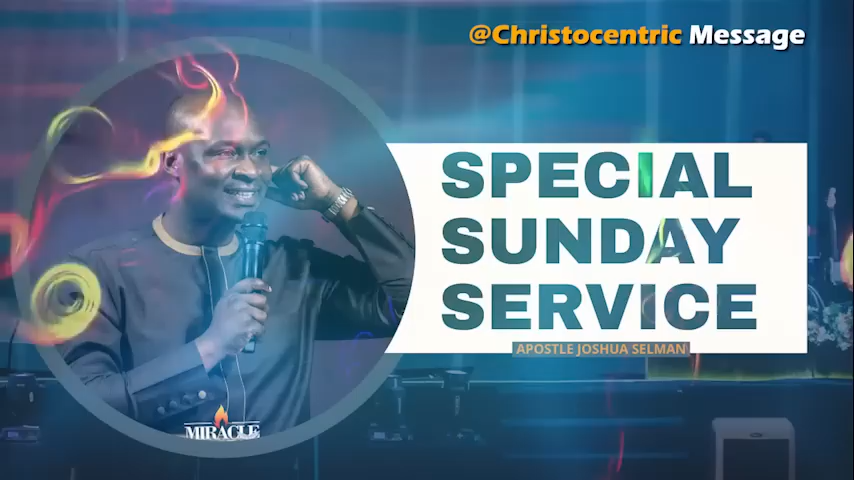 @Christocentric Message
SPECIAL
SUNDAY
SERVICE
APOSTLE JOSHUA SELMAN
MIRACLE